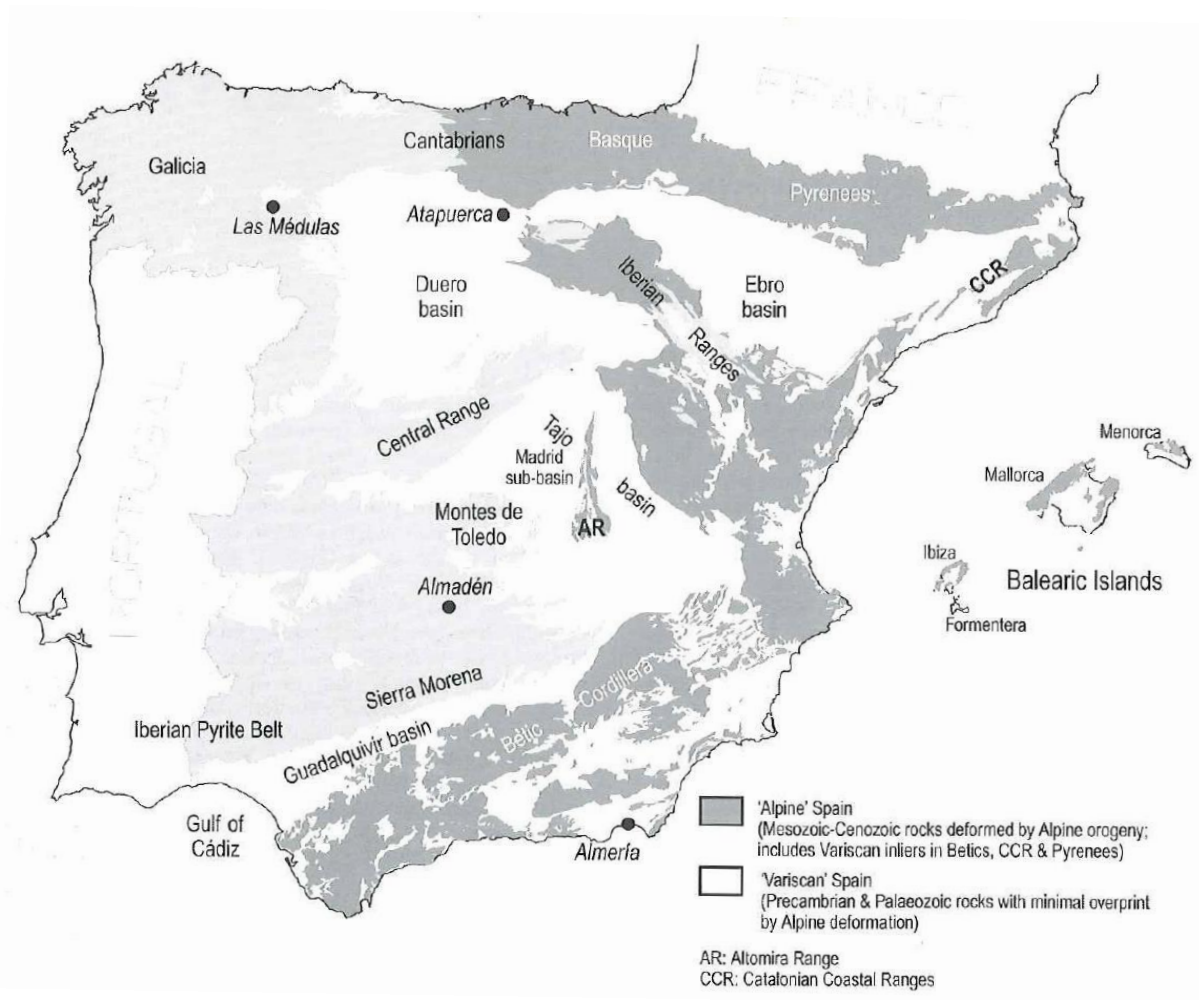 FRANCE
Cantabrians
Basque
Galicia
Pyrenees
Las Médulas
Atapuerca
CCR
Iberian
Duero
basin
Ebro
basin
Ranges
PORTUGAL
Central Range
Tajo
Madrid
sub-basin
basin
Menorca
Mallorca
Montes de
Toledo
AR
Ibiza
Balearic Islands
Almadén
Formentera
Cordillera
Sierra Morena
Iberian Pyrite Belt
Betic
Guadalquivir basin
Gulf of
Cádiz
Almería
'Alpine' Spain
(Mesozoic-Cenozoic rocks deformed by Alpine orogeny;
includes Variscan inliers in Betics, CCR & Pyrenees)
'Variscan' Spain
(Precambrian & Palaeozoic rocks with minimal overprint
by Alpine deformation)
AR: Altomira Range
CCR: Catalonian Coastal Ranges